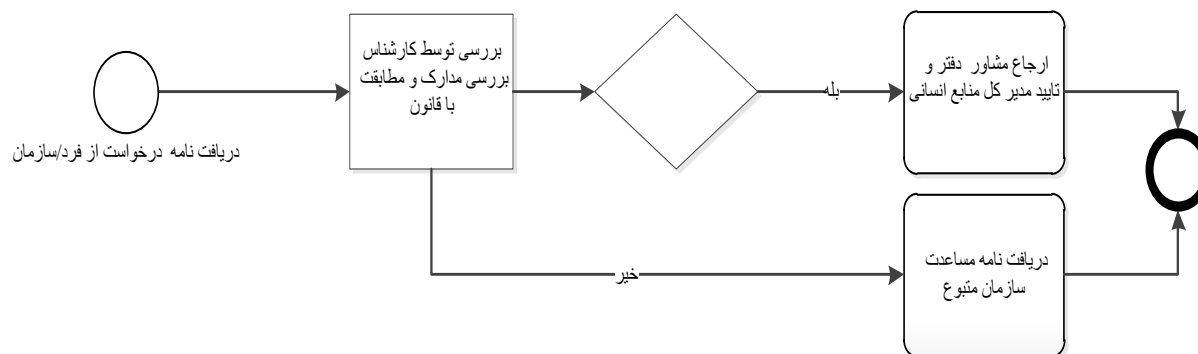 دریافت نامه درخواست از فرد/سازمان
بررسی توسط کارشناس
بررسی مدارک و مطابقت
با قانون
بله
ارجاع مشاور دفتر و
تایید مدیر کل منابع انسانی
خیر
دریافت نامه مساعدت
سازمان متبوع